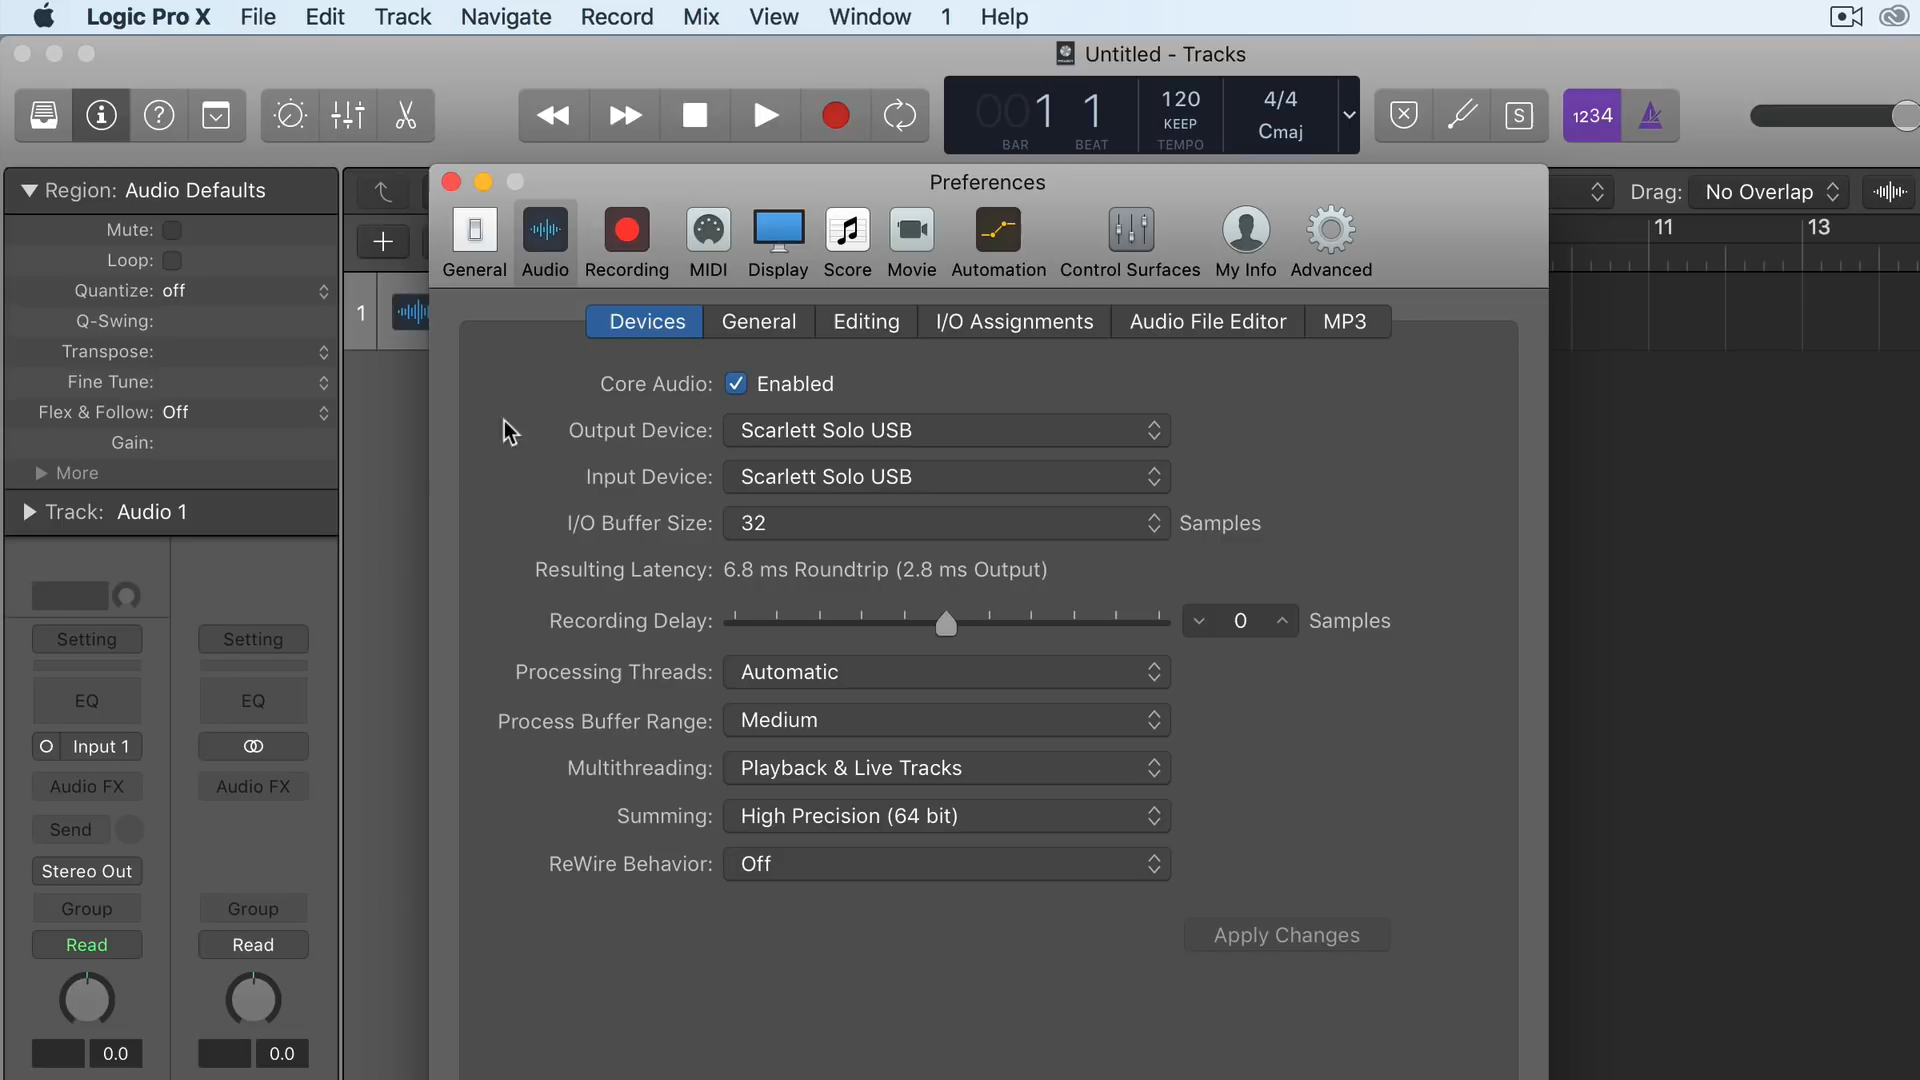 Logic Pro X File Edit Track Navigate Record Mix View Window 1 Help
Untitled - Tracks
001 1 120 4/4
KEEP Cmaj
BAR BEAT TEMPO
S 1234
Region: Audio Defaults
Mute:
Loop:
Quantize: off
Q-Swing:
Transpose:
Fine Tune:
Flex & Follow: Off
Gain:
More
Track: Audio 1
Setting Setting
EQ EQ
Input 1
Audio FX Audio FX
Send
Stereo Out
Group Group
Read Read
0.0 0.0
1
Preferences
General Audio Recording MIDI Display Score Movie Automation Control Surfaces My Info Advanced
Devices General Editing I/O Assignments Audio File Editor MP3
Core Audio: Enabled
Output Device: Scarlett Solo USB
Input Device: Scarlett Solo USB
I/O Buffer Size: 32 Samples
Resulting Latency: 6.8 ms Roundtrip (2.8 ms Output)
Recording Delay: 0 Samples
Processing Threads: Automatic
Process Buffer Range: Medium
Multithreading: Playback & Live Tracks
Summing: High Precision (64 bit)
ReWire Behavior: Off
Apply Changes
Drag: No Overlap
11 13